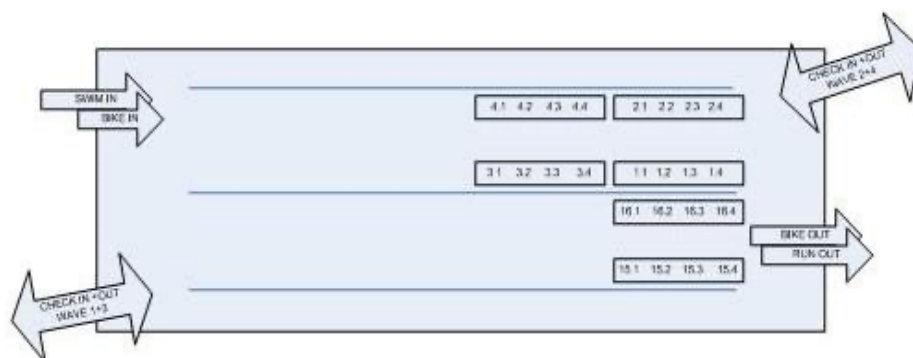 CHECK IN +OUT
WAVE 2+4
SWIM IN
BIKE IN
4.1 4.2 4.3 4.4
2.1 2.2 2.3 2.4
3.1 3.2 3.3 3.4
1.1 1.2 1.3 1.4
16.1 16.2 16.3 16.4
BIKE OUT
RUN OUT
15.1 15.2 15.3 15.4
CHECK IN +OUT
WAVE 1+3